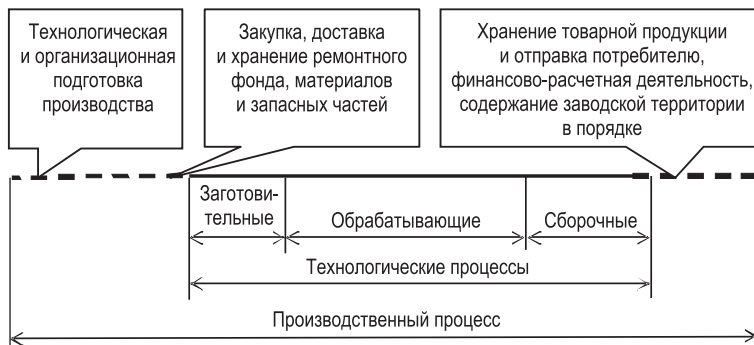 Технологическая
и организационная
подготовка
производства
Закупка, доставка
и хранение ремонтного
фонда, материалов
и запасных частей
Хранение товарной продукции
и отправка потребителю,
финансово-расчетная деятельность,
содержание заводской территории
в порядке
Заготови-
тельные
Обрабатывающие
Сборочные
Технологические процессы
Производственный процесс